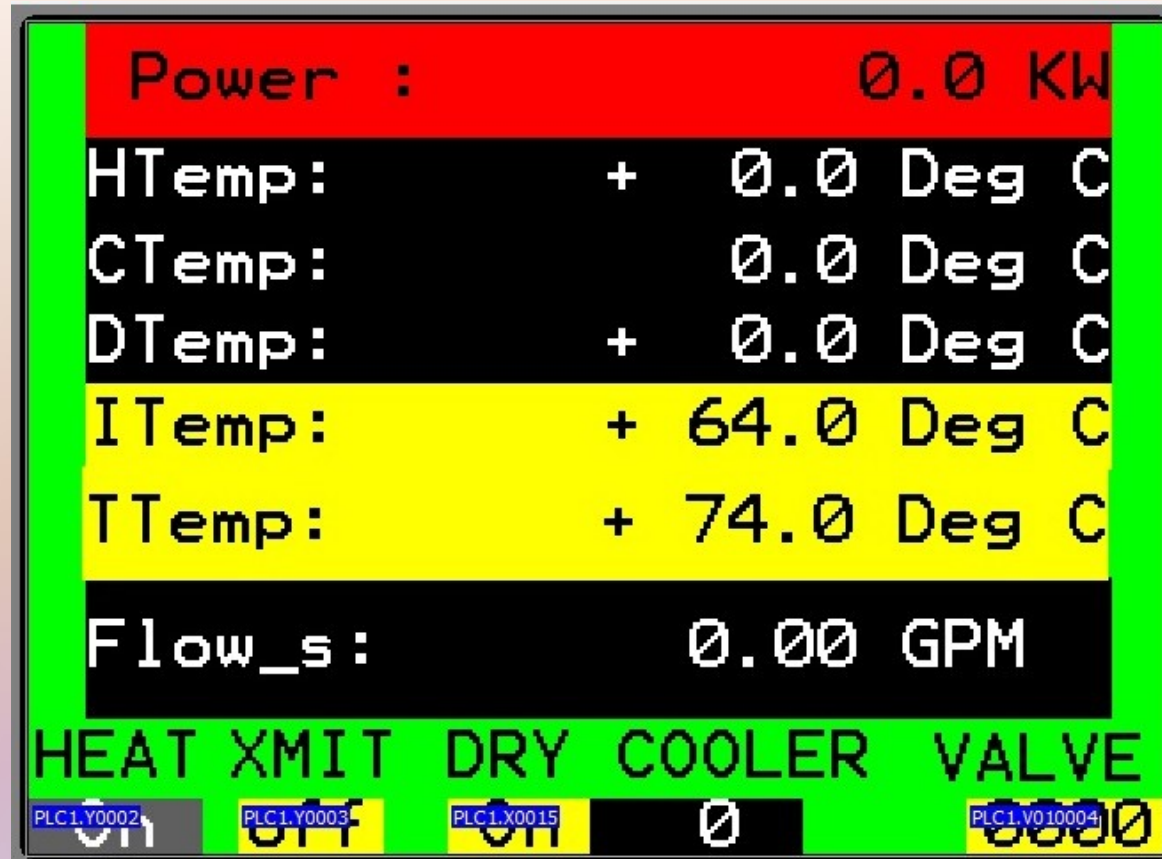 Power : 0.0 KW
HTemp: + 0.0 Deg C
CTemp: 0.0 Deg C
DTemp: + 0.0 Deg C
ITemp: + 64.0 Deg C
TTemp: + 74.0 Deg C
Flow_s: 0.00 GPM
HEAT XMIT DRY COOLER VALVE
PLC1.Y0002 PLC1.Y0003 PLC1.X0015 0 PLC1.V010004